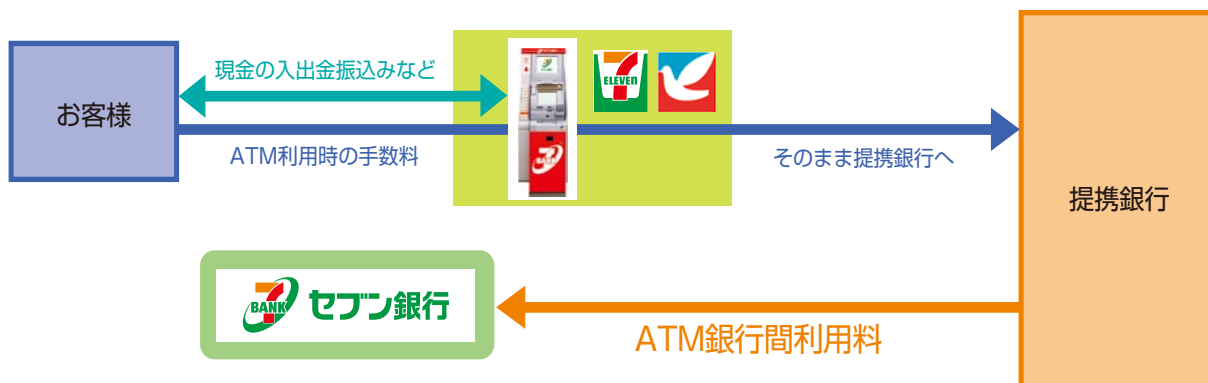 現金の入出金振込みなど
ELEVEN
お客様
BANK
ATM利用時の手数料
そのまま提携銀行へ
提携銀行
BANK セブン銀行
ATM銀行間利用料